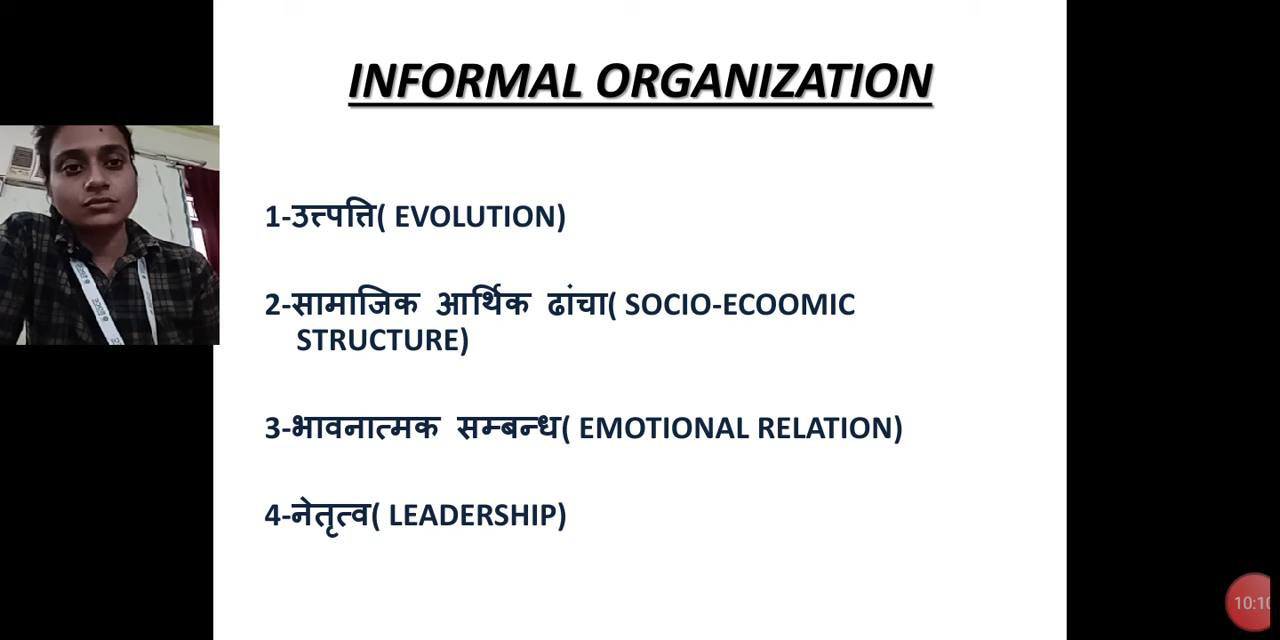 INFORMAL ORGANIZATION
1-उत्त्पत्ति( EVOLUTION)
2-सामाजिक आर्थिक ढांचा( SOCIO-ECOOMIC
STRUCTURE)
3-भावनात्मक सम्बन्ध( EMOTIONAL RELATION)
4-नेतृत्व( LEADERSHIP)
10:10